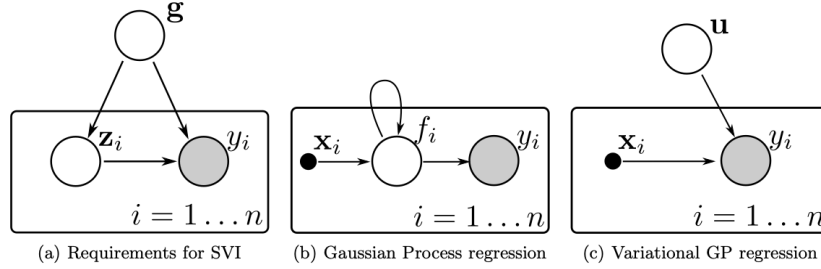 g
z_i
y_i
i = 1 … n
(a) Requirements for SVI
x_i
f_i
y_i
i = 1 … n
(b) Gaussian Process regression
u
x_i
y_i
i = 1 … n
(c) Variational GP regression